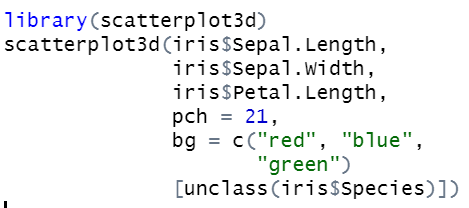 library(scatterplot3d)
scatterplot3d(iris$Sepal.Length,
iris$Sepal.Width,
iris$Petal.Length,
pch = 21,
bg = c("red", "blue",
"green")
[unclass(iris$Species)])